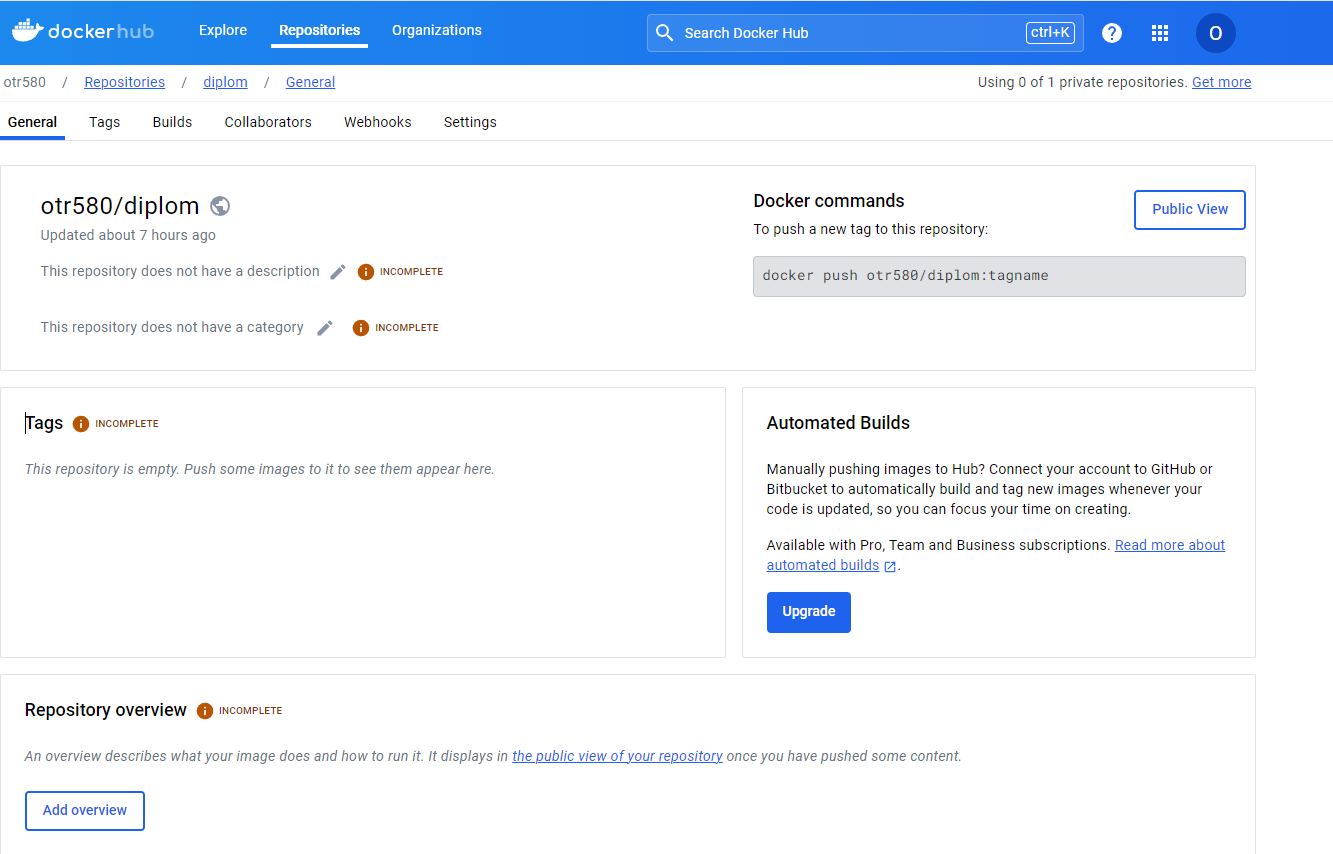 dockerhub Explore Repositories Organizations Search Docker Hub ctrl+K ? O
otr580 / Repositories / diplom / General Using 0 of 1 private repositories. Get more
General Tags Builds Collaborators Webhooks Settings
otr580/diplom
Updated about 7 hours ago
This repository does not have a description INCOMPLETE
This repository does not have a category INCOMPLETE
Docker commands
Public View
To push a new tag to this repository:
docker push otr580/diplom:tagname
Tags INCOMPLETE
This repository is empty. Push some images to it to see them appear here.
Automated Builds
Manually pushing images to Hub? Connect your account to GitHub or
Bitbucket to automatically build and tag new images whenever your
code is updated, so you can focus your time on creating.
Available with Pro, Team and Business subscriptions. Read more about
automated builds .
Upgrade
Repository overview INCOMPLETE
An overview describes what your image does and how to run it. It displays in the public view of your repository once you have pushed some content.
Add overview